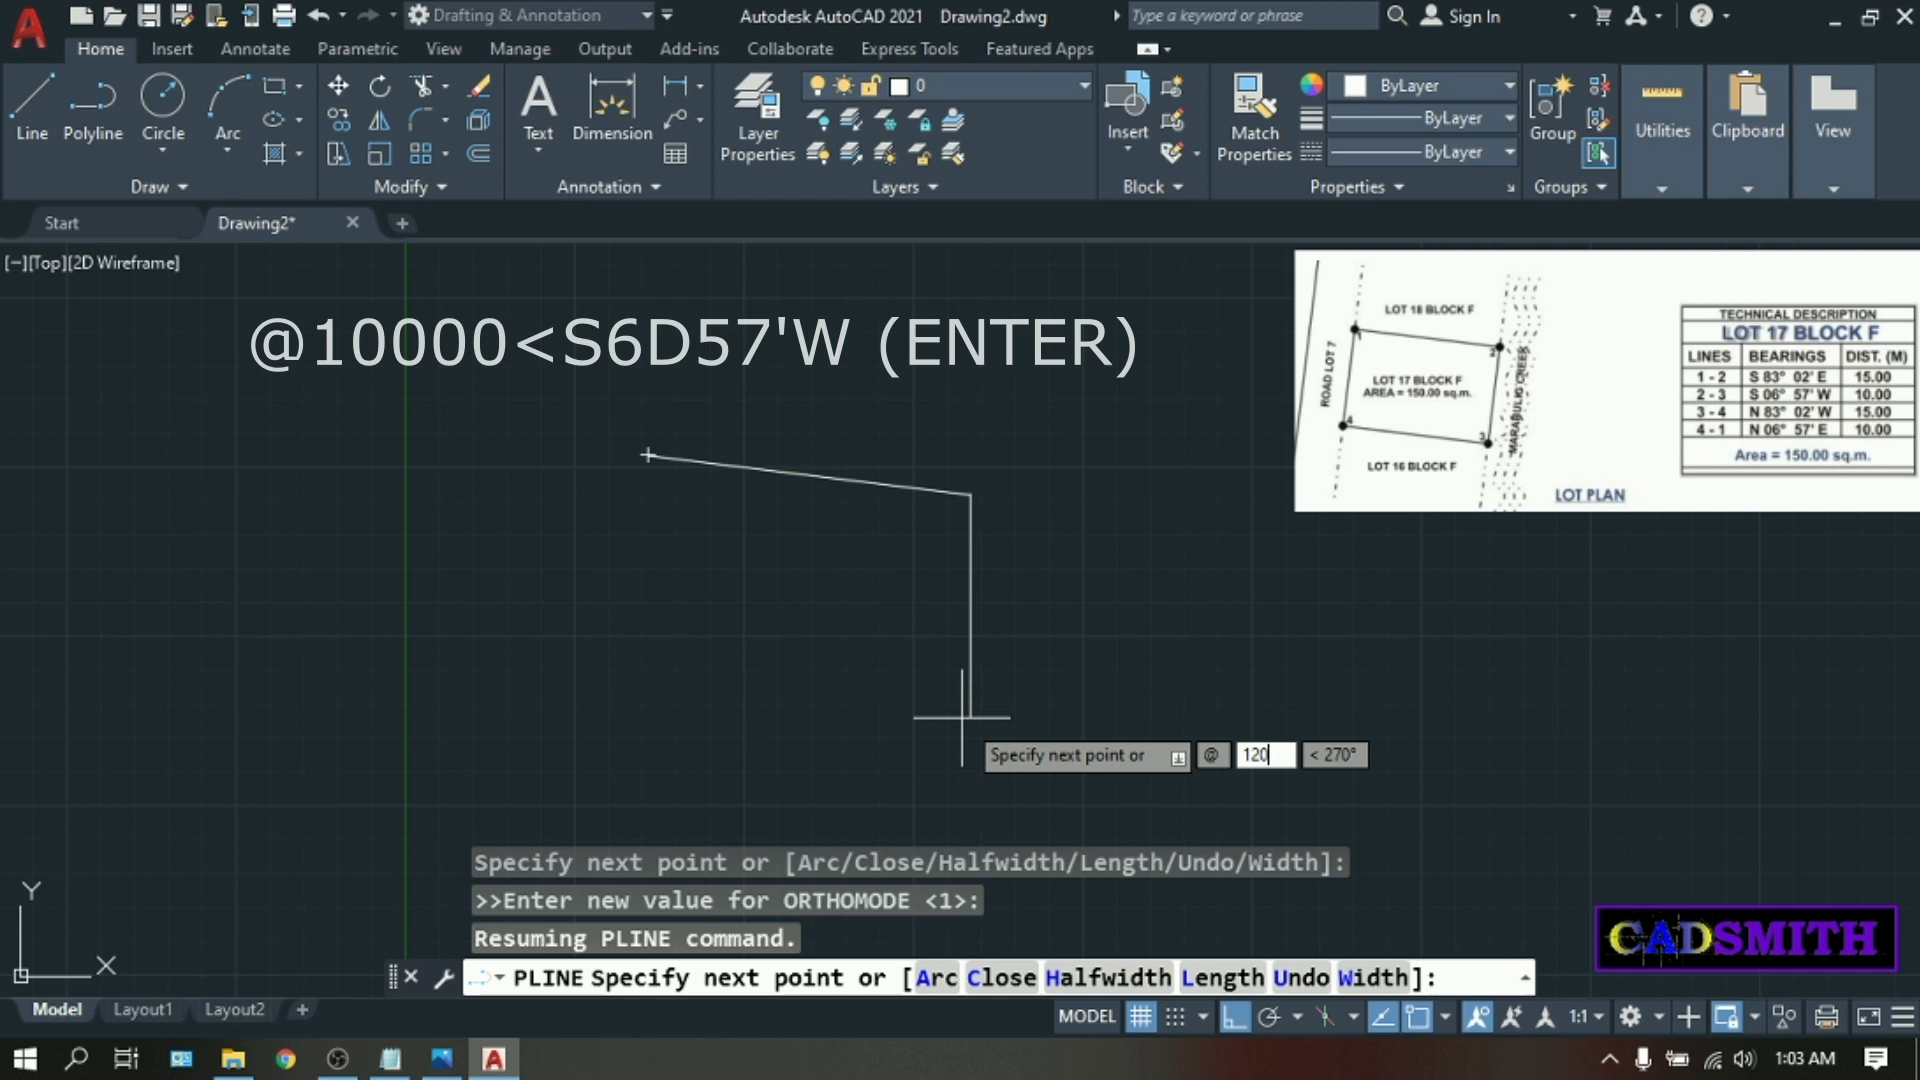 Drafting & Annotation
Autodesk AutoCAD 2021 Drawing2.dwg
Type a keyword or phrase
Sign In
Home Insert Annotate Parametric View Manage Output Add-ins Collaborate Express Tools Featured Apps
Line Polyline Circle Arc
Draw
Modify
Text Dimension
Annotation
Layer Properties
0
Layers
Insert
Block
Match Properties
ByLayer
ByLayer
ByLayer
Properties
Group
Groups
Utilities
Clipboard
View
Start Drawing2*
[−][Top][2D Wireframe]
@10000<S6D57'W (ENTER)
LOT 18 BLOCK F
ROAD LOT 7
1
2
LOT 17 BLOCK F
AREA = 150.00 sq.m.
4
3
MARABULIG CREEK
LOT 16 BLOCK F
LOT PLAN
TECHNICAL DESCRIPTION
LOT 17 BLOCK F
LINES BEARINGS DIST. (M)
1 - 2 S 83° 02' E 15.00
2 - 3 S 06° 57' W 10.00
3 - 4 N 83° 02' W 15.00
4 - 1 N 06° 57' E 10.00
Area = 150.00 sq.m.
Specify next point or @ 120 < 270°
Specify next point or [Arc/Close/Halfwidth/Length/Undo/Width]:
>>Enter new value for ORTHOMODE <1>:
Resuming PLINE command.
PLINE Specify next point or [Arc Close Halfwidth Length Undo Width]:
CADSMITH
Y
X
Model Layout1 Layout2
MODEL
1:1
1:03 AM